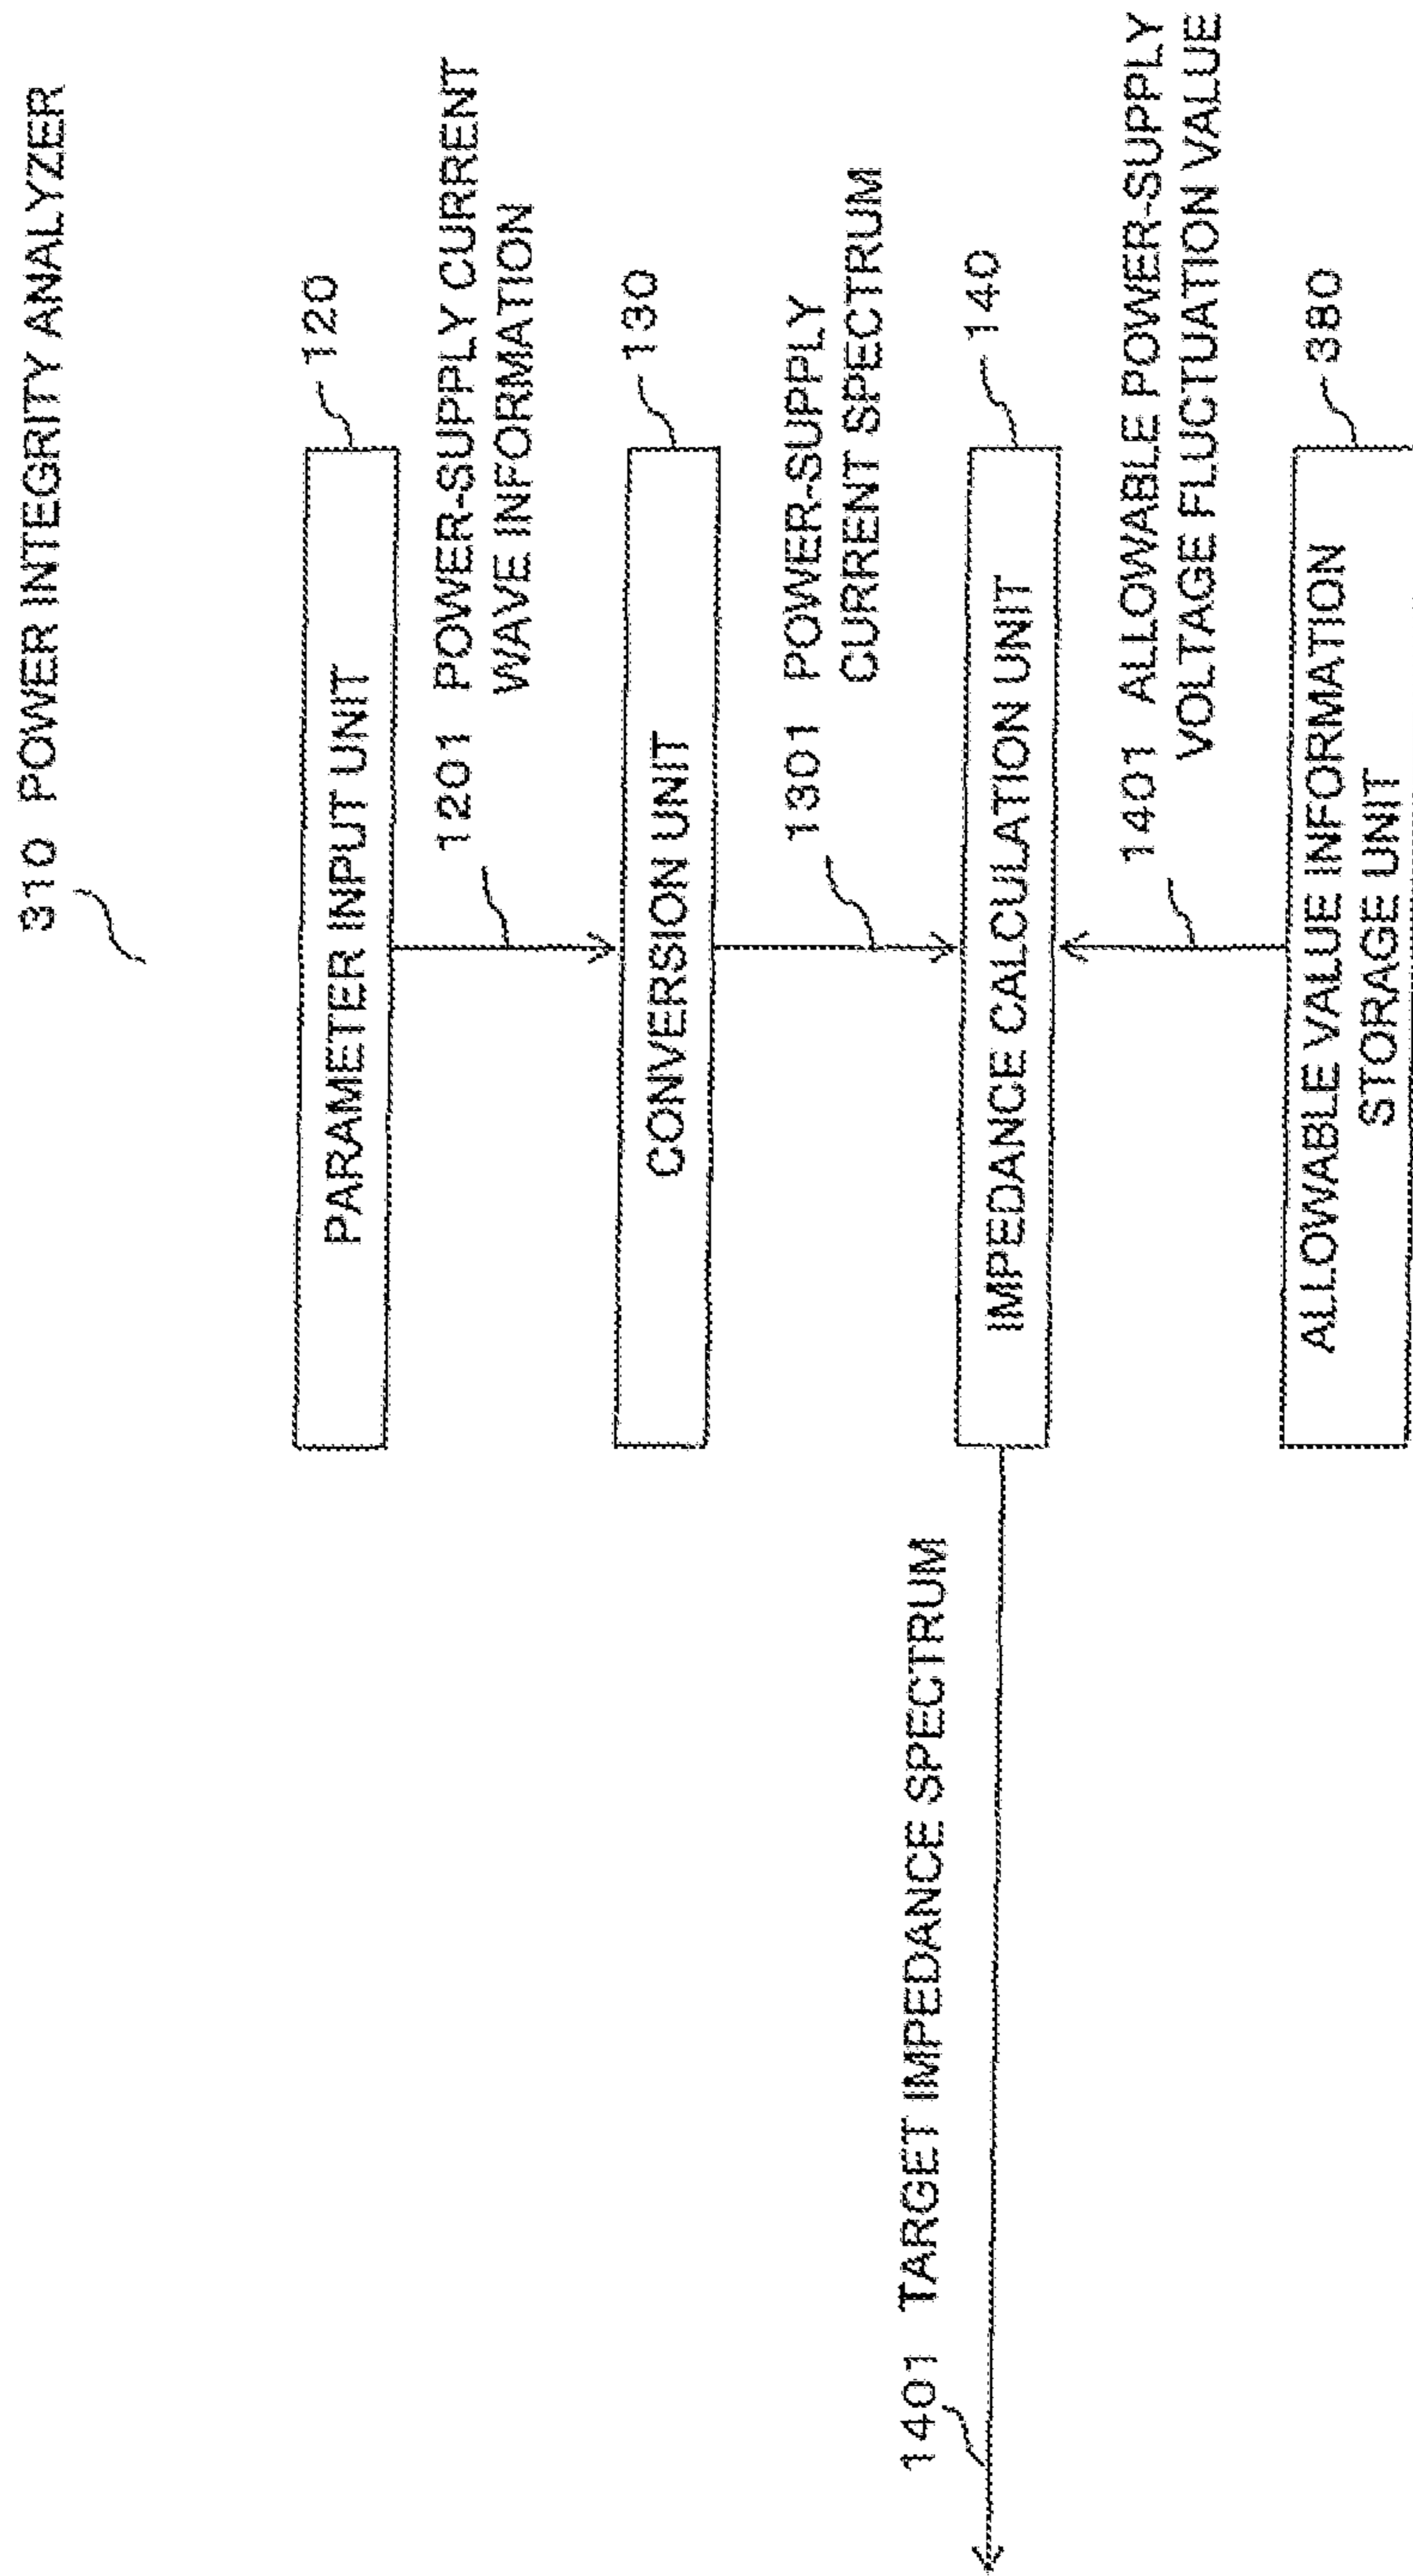 310 POWER INTEGRITY ANALYZER
120
PARAMETER INPUT UNIT
1201 POWER-SUPPLY CURRENT
WAVE INFORMATION
130
CONVERSION UNIT
1301 POWER-SUPPLY
CURRENT SPECTRUM
140
IMPEDANCE CALCULATION UNIT
1401 TARGET IMPEDANCE SPECTRUM
1401 ALLOWABLE POWER-SUPPLY
VOLTAGE FLUCTUATION VALUE
380
ALLOWABLE VALUE INFORMATION
STORAGE UNIT